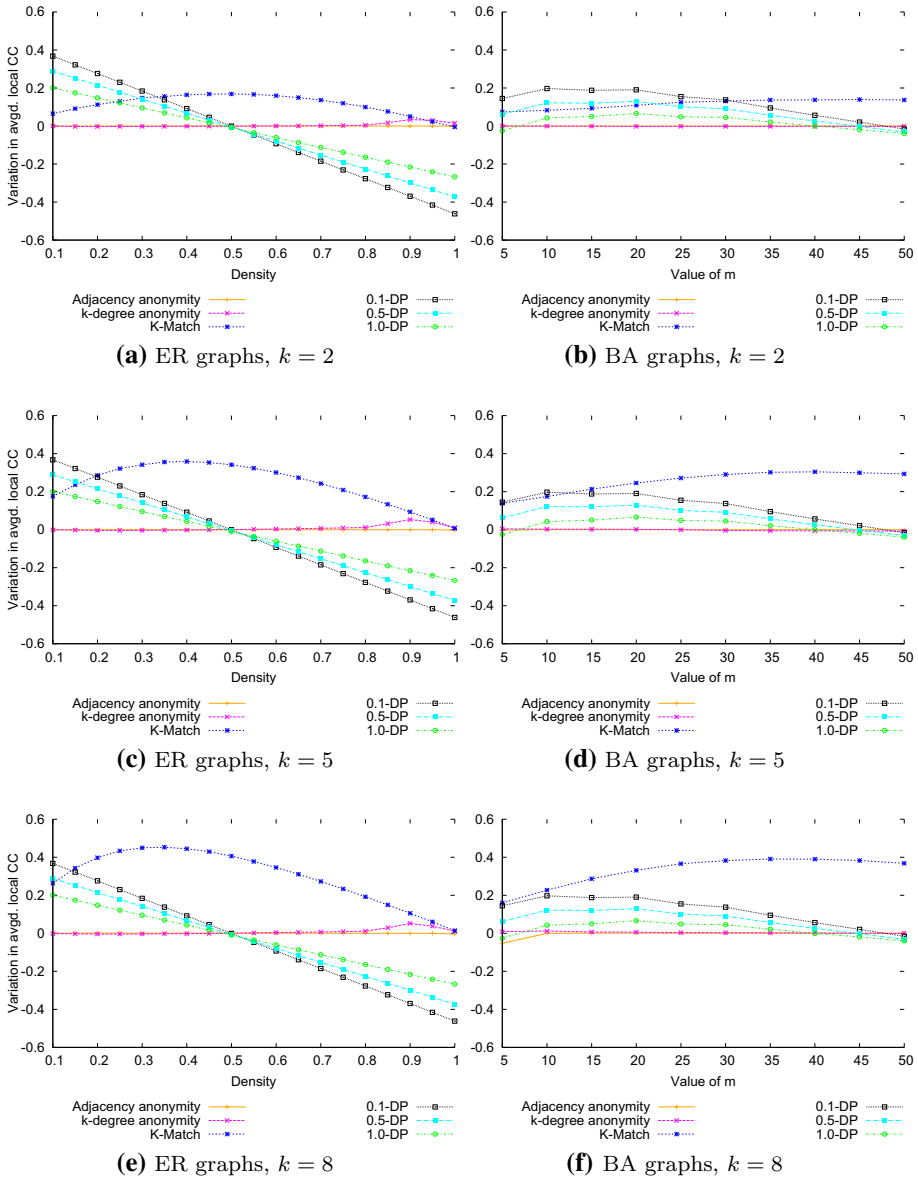 0.6
0.4
0.2
0
-0.2
-0.4
-0.6
Variation in avgd. local CC
0.1 0.2 0.3 0.4 0.5 0.6 0.7 0.8 0.9 1
Density
Adjacency anonymity
k-degree anonymity
K-Match
0.1-DP
0.5-DP
1.0-DP
(a) ER graphs, k = 2
0.6
0.4
0.2
0
-0.2
-0.4
-0.6
5 10 15 20 25 30 35 40 45 50
Value of m
Adjacency anonymity
k-degree anonymity
K-Match
0.1-DP
0.5-DP
1.0-DP
(b) BA graphs, k = 2
0.6
0.4
0.2
0
-0.2
-0.4
-0.6
Variation in avgd. local CC
0.1 0.2 0.3 0.4 0.5 0.6 0.7 0.8 0.9 1
Density
Adjacency anonymity
k-degree anonymity
K-Match
0.1-DP
0.5-DP
1.0-DP
(c) ER graphs, k = 5
0.6
0.4
0.2
0
-0.2
-0.4
-0.6
5 10 15 20 25 30 35 40 45 50
Value of m
Adjacency anonymity
k-degree anonymity
K-Match
0.1-DP
0.5-DP
1.0-DP
(d) BA graphs, k = 5
0.6
0.4
0.2
0
-0.2
-0.4
-0.6
Variation in avgd. local CC
0.1 0.2 0.3 0.4 0.5 0.6 0.7 0.8 0.9 1
Density
Adjacency anonymity
k-degree anonymity
K-Match
0.1-DP
0.5-DP
1.0-DP
(e) ER graphs, k = 8
0.6
0.4
0.2
0
-0.2
-0.4
-0.6
5 10 15 20 25 30 35 40 45 50
Value of m
Adjacency anonymity
k-degree anonymity
K-Match
0.1-DP
0.5-DP
1.0-DP
(f) BA graphs, k = 8